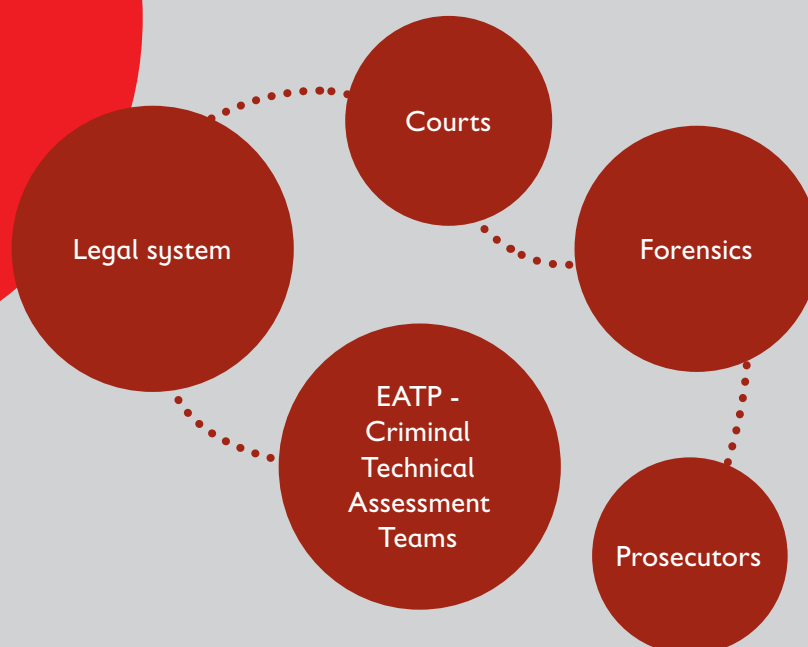 Courts
Legal system
Forensics
EATP -
Criminal
Technical
Assessment
Teams
Prosecutors